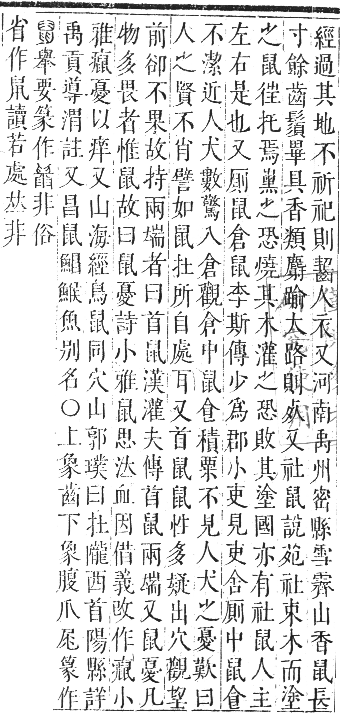 經過其地不祈祀則齧人衣又河南禹州密縣雪霽山香鼠長
寸餘齒鬚畢具香類麝踰大路則死又社鼠說苑社束木而塗
之鼠往托焉熏之恐燒其木灌之恐敗其塗國亦有社鼠人主
左右是也又厠鼠倉鼠李斯傳少爲郡小吏見吏舍厠中鼠食
不潔近人犬數驚入倉觀倉中鼠食積粟不見人犬之憂歎曰
人之賢不肖譬如鼠在所自處耳又首鼠鼠性多疑出穴觀望
前卻不果故持兩端者曰首鼠漢灌夫傳首鼠兩端又鼠憂凡
物多畏者惟鼠故曰鼠憂詩小雅鼠思泣血因借義改作癙小
雅癙憂以痒又山海經鳥鼠同穴山郭璞曰在隴西首陽縣詳
禹貢導渭註又昌鼠鯧鯸魚別名○上象齒下象腹爪尾篆作
鼠舉要篆作非俗
省作鼡讀若處𠀤非